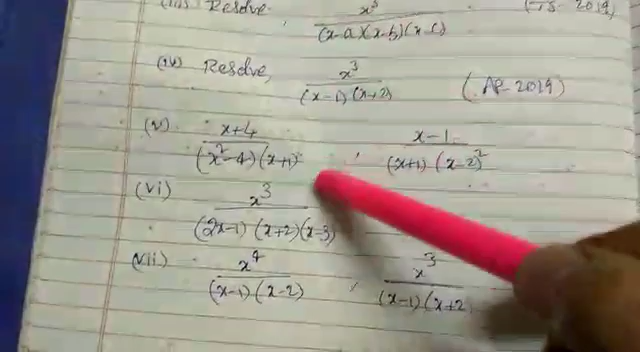 (iii) Resolve x³/(x-a)(x-b)(x-c) (TS-2019)
(iv) Resolve, x³/(x-1)(x+2) (AP-2019)
(v) x+4/(x²-4)(x+1) , x-1/(x+1)(x-2)²
(vi) x³/(2x-1)(x+2)(x-3)
(vii) x⁴/(x-1)(x-2) , x³/(x-1)(x+2